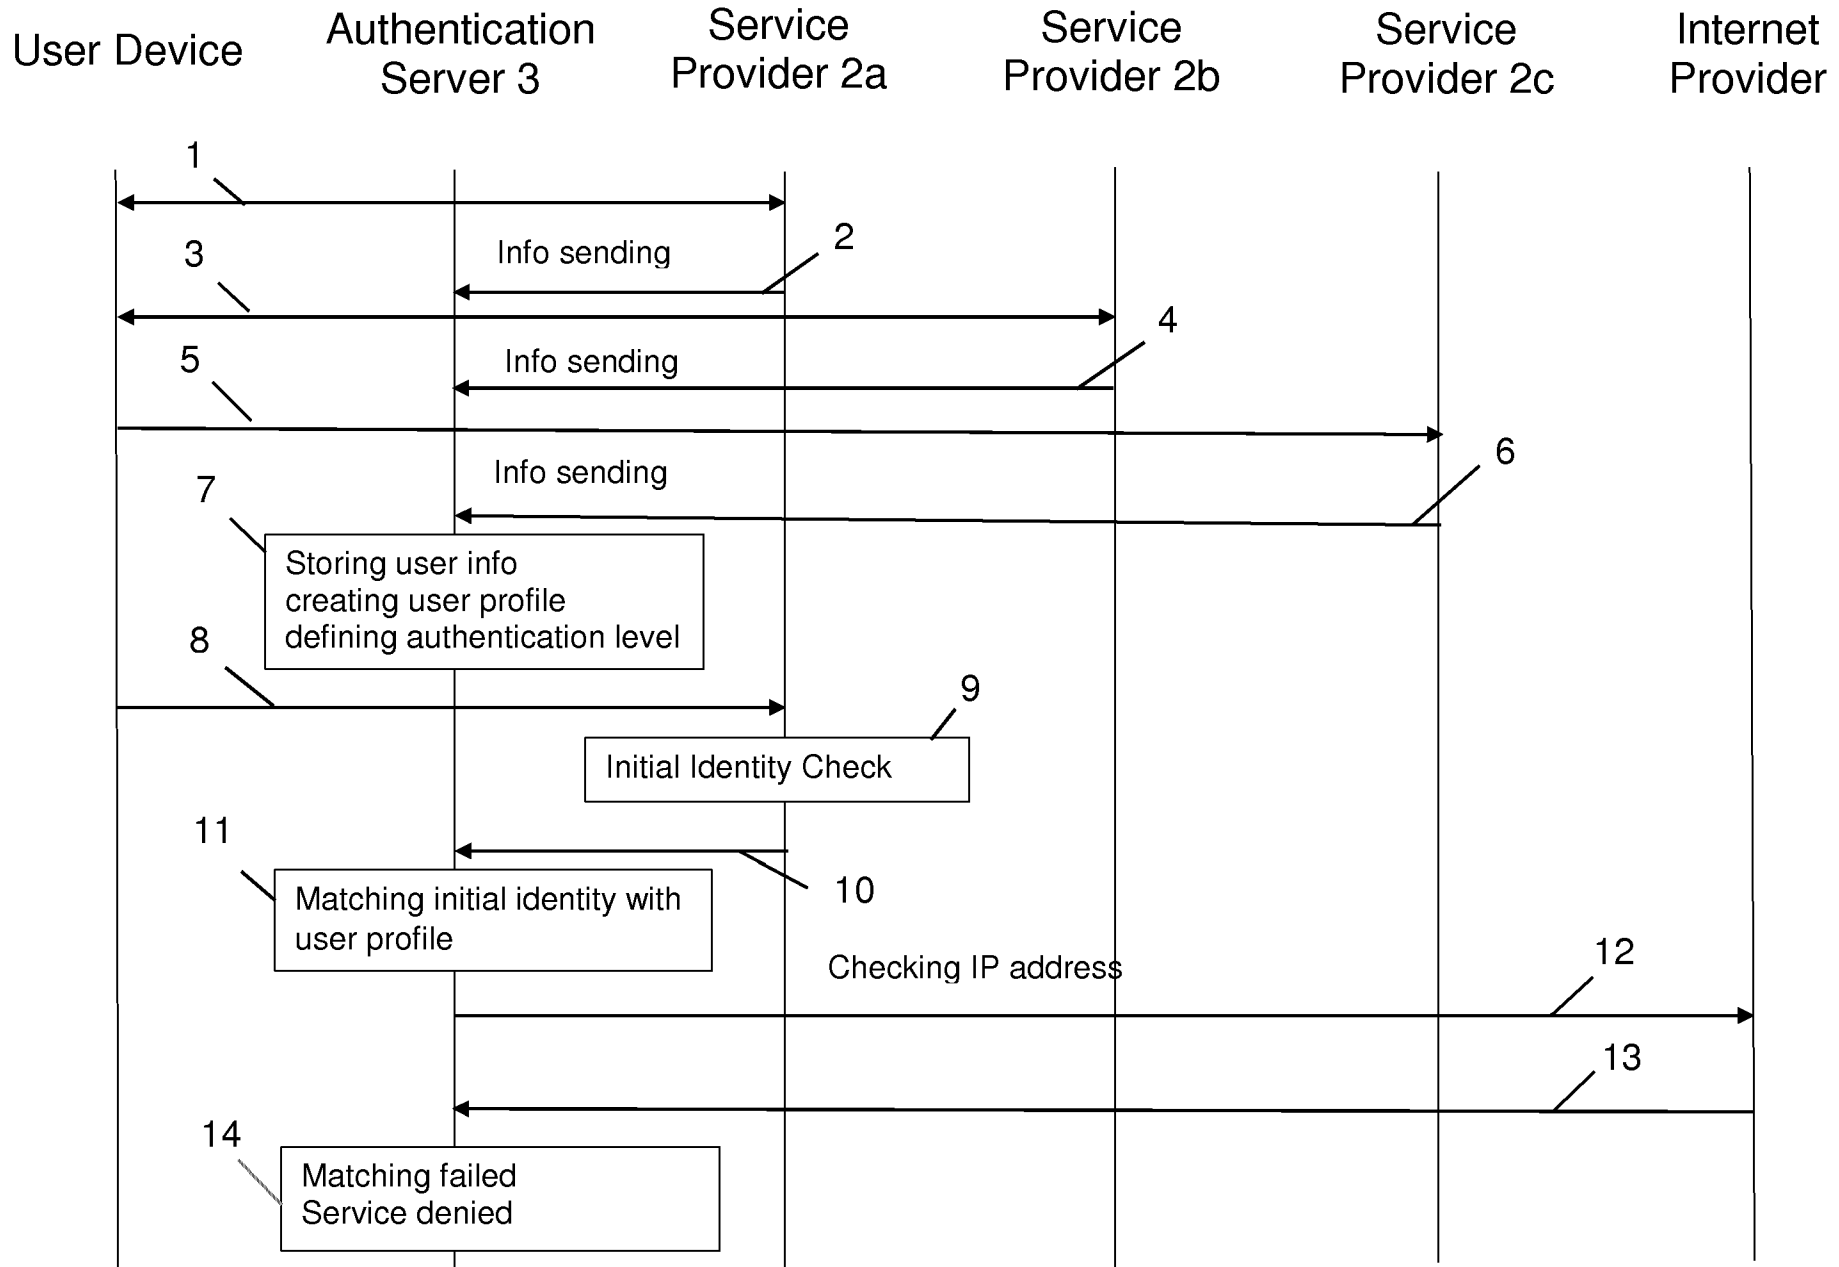 User Device
Authentication
Server 3
Service
Provider 2a
Service
Provider 2b
Service
Provider 2c
Internet
Provider
1
2
Info sending
3
4
Info sending
5
6
Info sending
7
Storing user info
creating user profile
defining authentication level
8
9
Initial Identity Check
10
11
Matching initial identity with
user profile
12
Checking IP address
13
14
Matching failed
Service denied